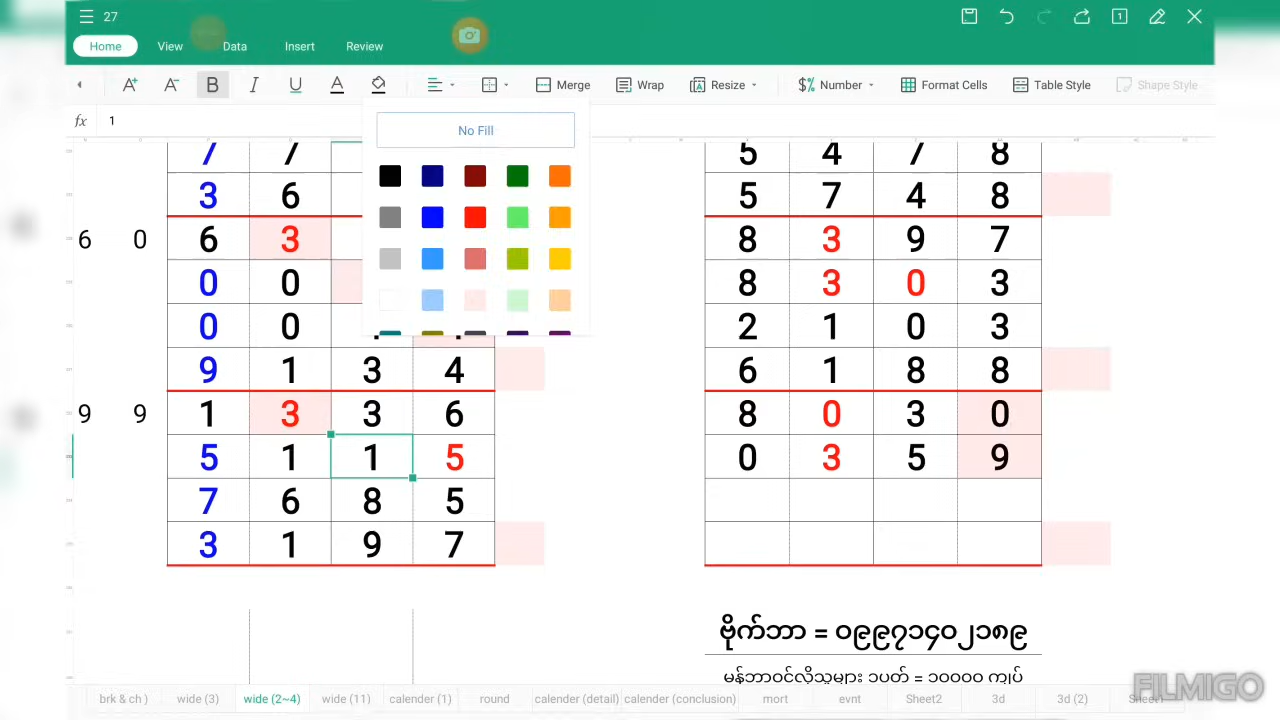 27
Home View Data Insert Review
A+ A- B I U A Merge Wrap Resize $% Number Format Cells Table Style Shape Style
fx 1
No Fill
7 7 5 4 7 8
3 6 5 7 4 8
6 0 6 3 8 3 9 7
0 0 8 3 0 3
0 0 2 1 0 3
9 1 3 4 6 1 8 8
9 9 1 3 3 6 8 0 3 0
5 1 1 5 0 3 5 9
7 6 8 5
3 1 9 7
ဗိုက်ဘာ = ၀၉၉၇၁၄၀၂၁၈၉
မန်ဘာဝင်လိုသူများ ၁ပတ် = ၁၀၀၀၀ ကျပ်
brk & ch ) wide (3) wide (2~4) wide (11) calender (1) round calender (detail) calender (conclusion) mort evnt Sheet2 3d 3d (2)
FILMIGO